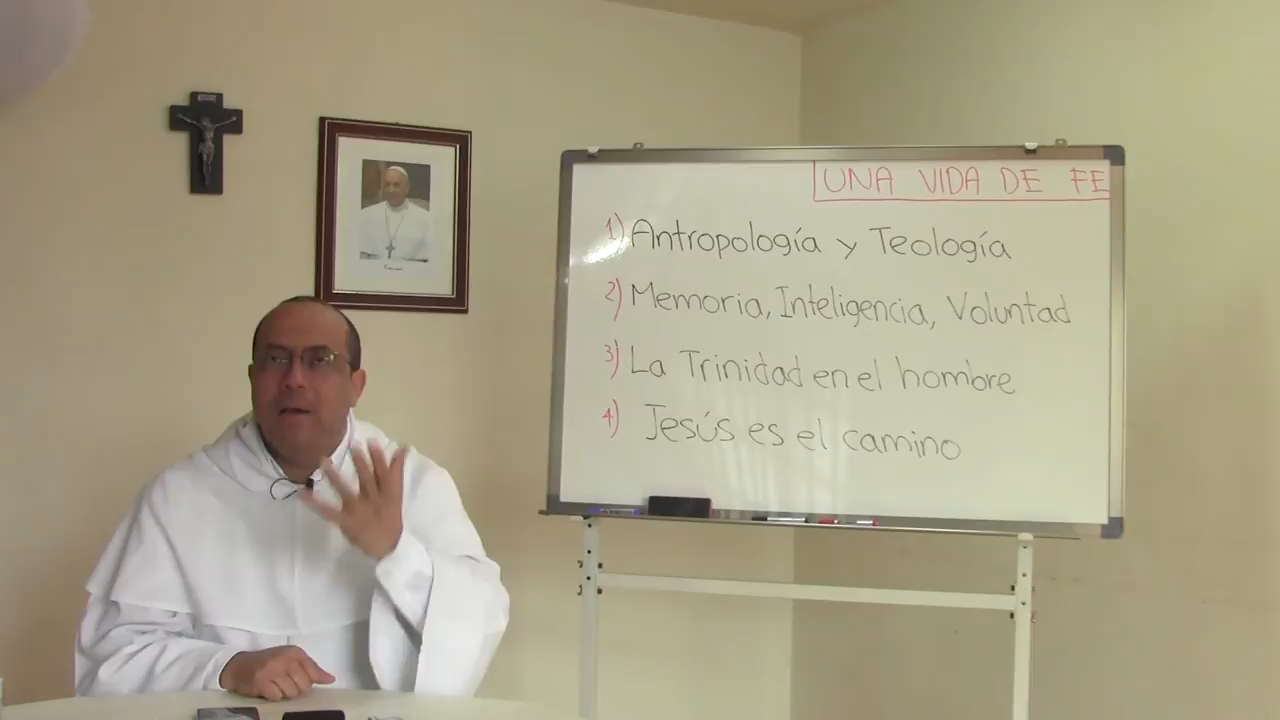 UNA VIDA DE FE
1) Antropología y Teología
2) Memoria, Inteligencia, Voluntad
3) La Trinidad en el hombre
4) Jesús es el camino